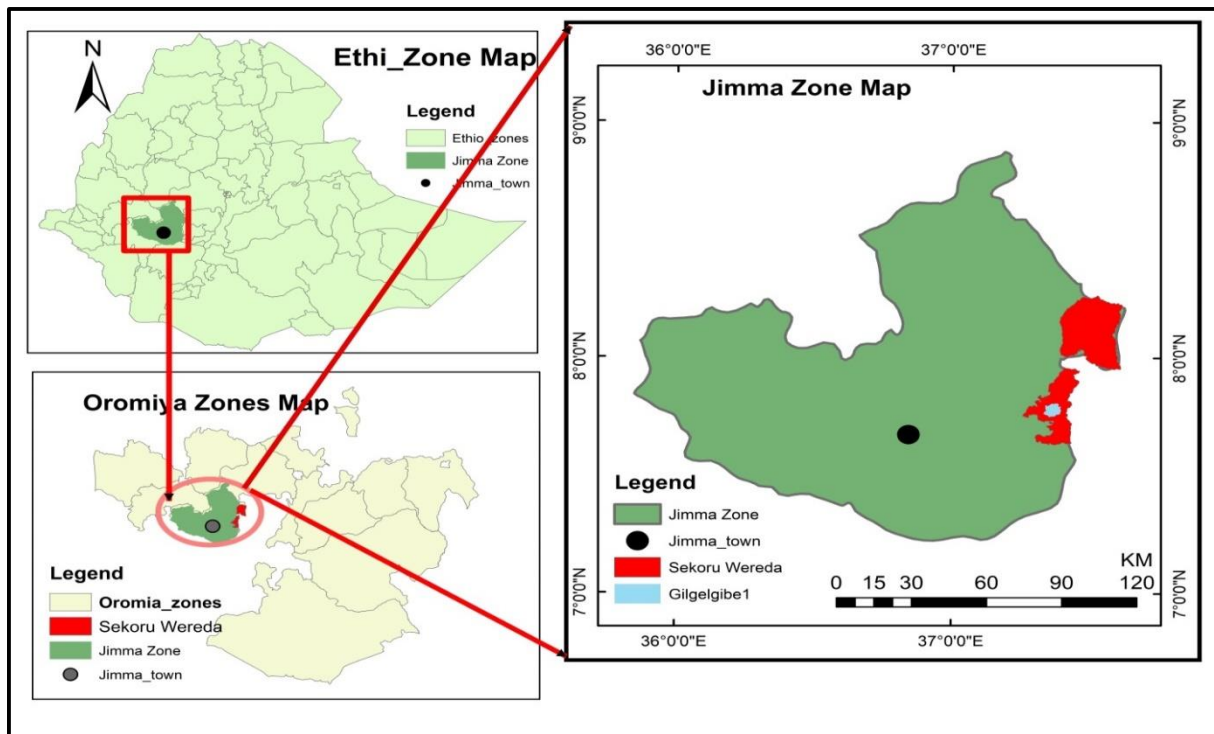 N
Ethi_Zone Map
Legend
Ethio_zones
Jimma Zone
Jimma_town
Oromiya Zones Map
Legend
Oromia_zones
Sekoru Wereda
Jimma Zone
Jimma_town
36°0'0"E 37°0'0"E
Jimma Zone Map
9°0'0"N 9°0'0"N
8°0'0"N 8°0'0"N
7°0'0"N 7°0'0"N
Legend
Jimma Zone
Jimma_town
Sekoru Wereda
Gilgelgibe1
KM
0 15 30 60 90 120
36°0'0"E 37°0'0"E